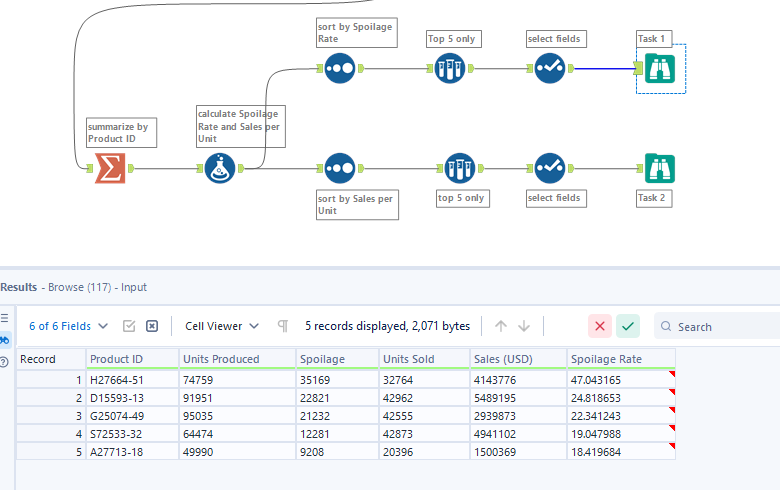 sort by Spoilage
Rate
Top 5 only
select fields
Task 1
summarize by
Product ID
calculate Spoilage
Rate and Sales per
Unit
sort by Sales per
Unit
top 5 only
select fields
Task 2
Results - Browse (117) - Input
6 of 6 Fields Cell Viewer 5 records displayed, 2,071 bytes Search
Record Product ID Units Produced Spoilage Units Sold Sales (USD) Spoilage Rate
1 H27664-51 74759 35169 32764 4143776 47.043165
2 D15593-13 91951 22821 42962 5489195 24.818653
3 G25074-49 95035 21232 42555 2939873 22.341243
4 S72533-32 64474 12281 42873 4941102 19.047988
5 A27713-18 49990 9208 20396 1500369 18.419684